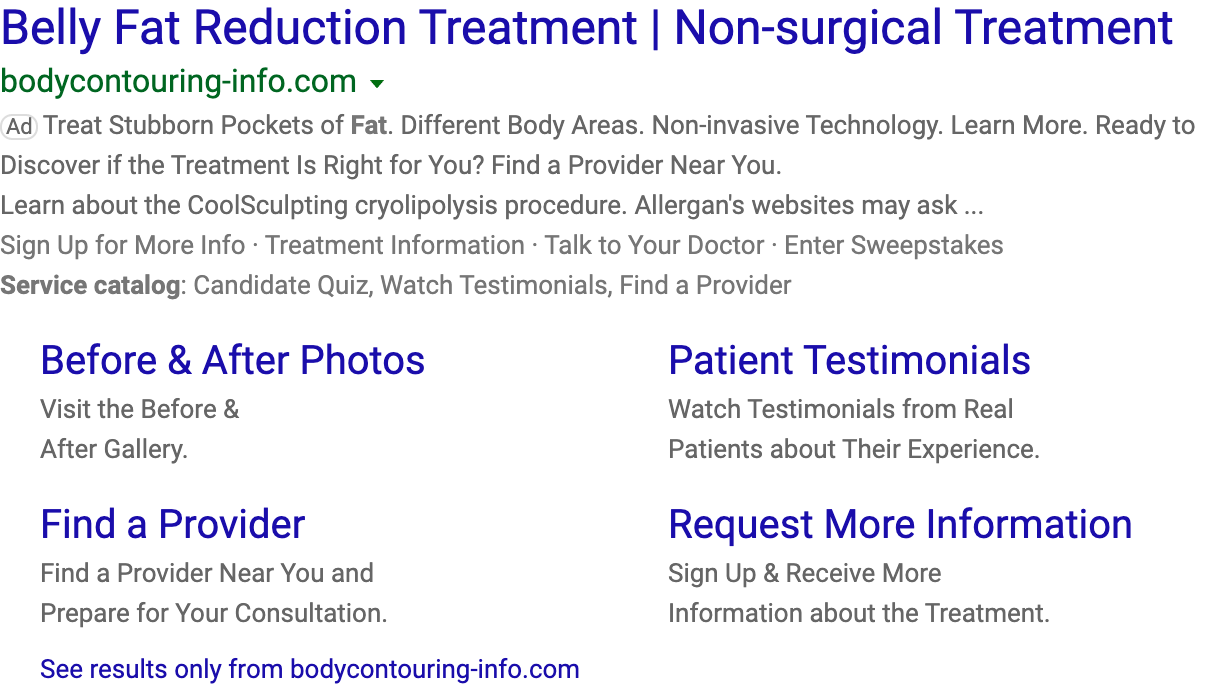 Belly Fat Reduction Treatment | Non-surgical Treatment
bodycontouring-info.com
Ad Treat Stubborn Pockets of Fat. Different Body Areas. Non-invasive Technology. Learn More. Ready to
Discover if the Treatment Is Right for You? Find a Provider Near You.
Learn about the CoolSculpting cryolipolysis procedure. Allergan's websites may ask ...
Sign Up for More Info · Treatment Information · Talk to Your Doctor · Enter Sweepstakes
Service catalog: Candidate Quiz, Watch Testimonials, Find a Provider
Before & After Photos
Visit the Before &
After Gallery.
Patient Testimonials
Watch Testimonials from Real
Patients about Their Experience.
Find a Provider
Find a Provider Near You and
Prepare for Your Consultation.
Request More Information
Sign Up & Receive More
Information about the Treatment.
See results only from bodycontouring-info.com